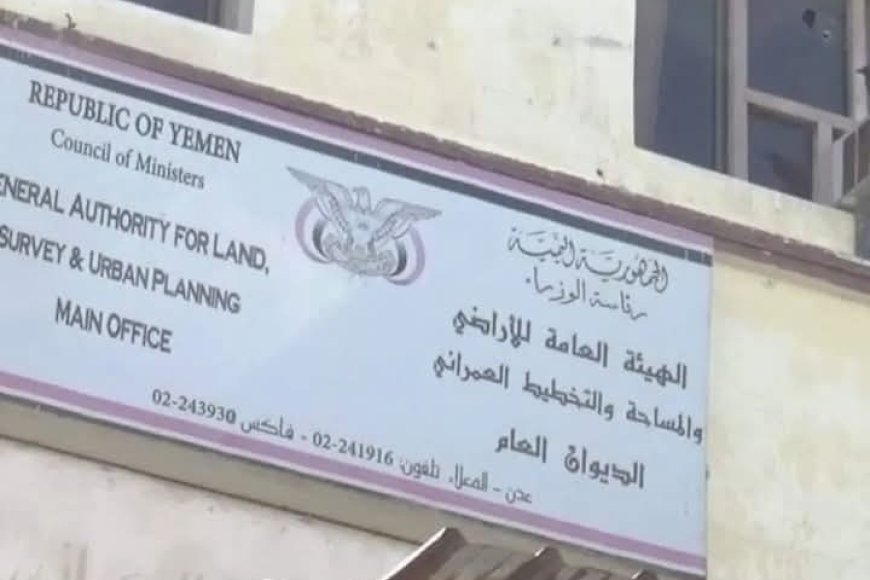 REPUBLIC OF YEMEN
Council of Ministers
GENERAL AUTHORITY FOR LAND,
SURVEY & URBAN PLANNING
MAIN OFFICE
الجمهورية اليمنية
رئاسة الوزراء
الهيئة العامة للأراضي
والمساحة والتخطيط العمراني
الديوان العام
عدن - المعلا، تلفون: 02-241916 - فاكس 02-243930